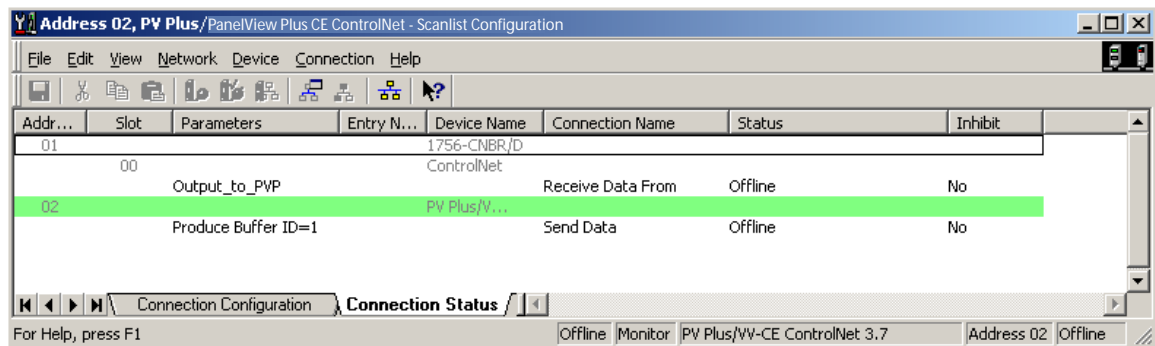 Address 02, PV Plus/PanelView Plus CE ControlNet - Scanlist Configuration
File Edit View Network Device Connection Help
Addr... Slot Parameters Entry N... Device Name Connection Name Status Inhibit
01 1756-CNBR/D
00 ControlNet
Output_to_PVP Receive Data From Offline No
02 PV Plus/V...
Produce Buffer ID=1 Send Data Offline No
Connection Configuration Connection Status
For Help, press F1 Offline Monitor PV Plus/VV-CE ControlNet 3.7 Address 02 Offline